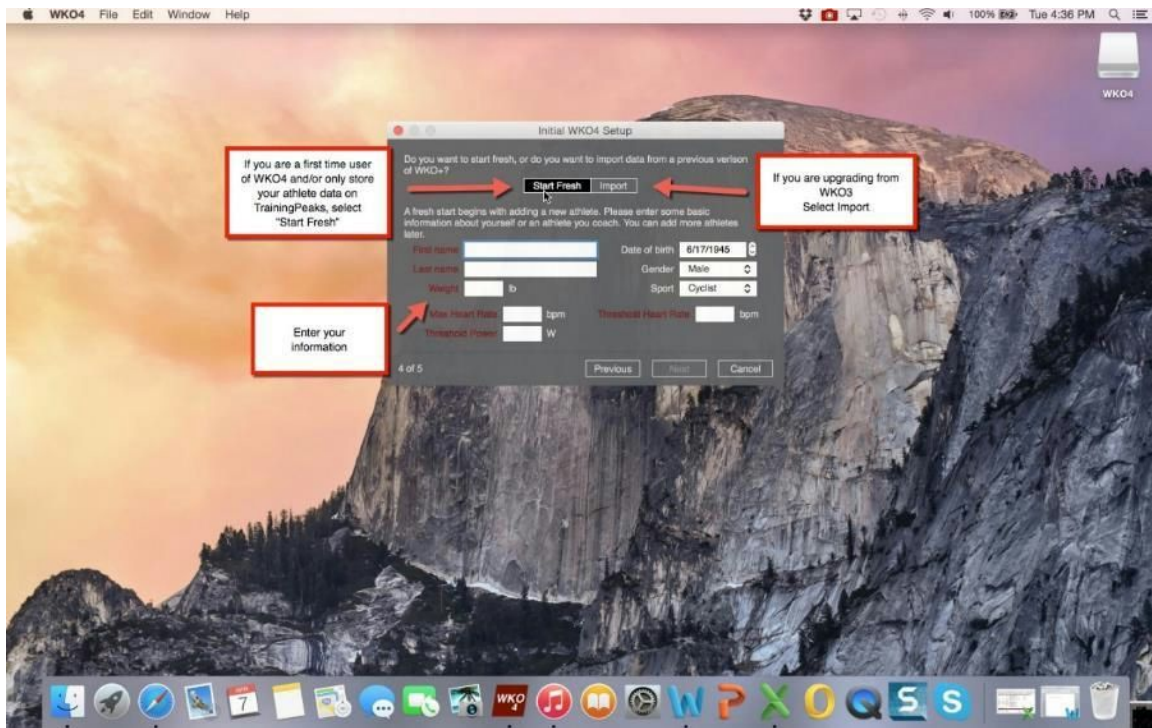 WKO4 File Edit Window Help
100% Tue 4:36 PM
WKO4
Initial WKO4 Setup
Do you want to start fresh, or do you want to import data from a previous verison
of WKO+?
Start Fresh Import
A fresh start begins with adding a new athlete. Please enter some basic
information about yourself or an athlete you coach. You can add more athletes
later.
First name Date of birth 6/17/1945
Last name Gender Male
Weight lb Sport Cyclist
Max Heart Rate bpm Threshold Heart Rate bpm
Threshold Power W
4 of 5 Previous Next Cancel
If you are a first time user
of WKO4 and/or only store
your athlete data on
TrainingPeaks, select
"Start Fresh"
If you are upgrading from
WKO3
Select Import
Enter your
information
7
WKO
4